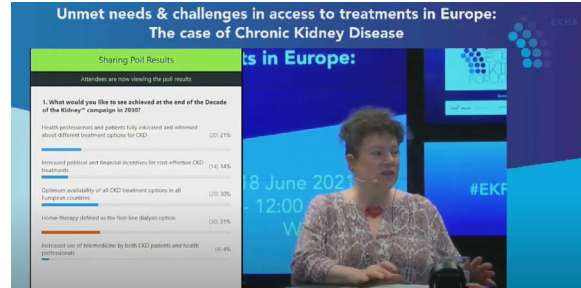 Unmet needs & challenges in access to treatments in Europe:
The case of Chronic Kidney Disease
EKHA
Sharing Poll Results
Attendees are now viewing the poll results
1. What would you like to see achieved at the end of the Decade
of the Kidney™ campaign in 2030?
Health professionals and patients fully educated and informed
about different treatment options for CKD
(20) 21%
Increased political and financial incentives for cost-effective CKD
treatments
(14) 14%
Optimum availability of all CKD treatment options in all
European countries
(29) 30%
Home-therapy defined as the first-line dialysis option
(30) 31%
Increased use of telemedicine by both CKD patients and health
professionals
(4) 4%
ts in Europe:
18 June 2021
- 12:00
#EKF